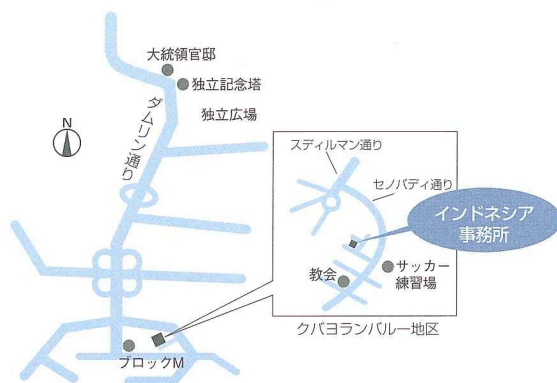 大統領官邸
独立記念塔
独立広場
N
ダムリン通り
スディルマン通り
セノパディ通り
インドネシア
事務所
教会
サッカー
練習場
クバヨランバルー地区
ブロックM